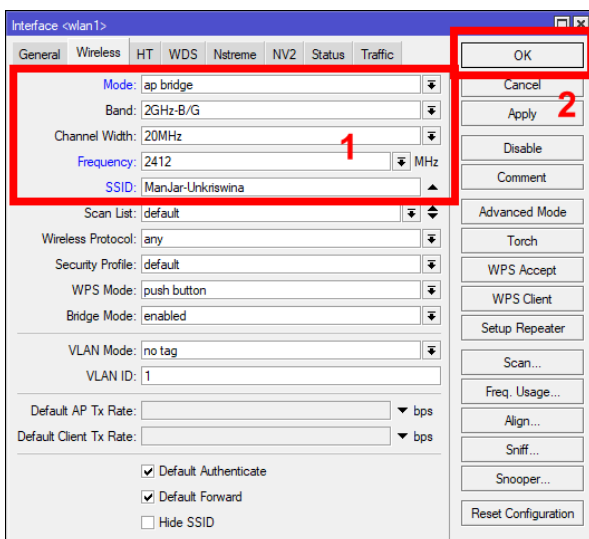 Interface <wlan1>
General Wireless HT WDS Nstreme NV2 Status Traffic
Mode: ap bridge
Band: 2GHz-B/G
Channel Width: 20MHz
Frequency: 2412 MHz
SSID: ManJar-Unkriswina
1
Scan List: default
Wireless Protocol: any
Security Profile: default
WPS Mode: push button
Bridge Mode: enabled
VLAN Mode: no tag
VLAN ID: 1
Default AP Tx Rate: bps
Default Client Tx Rate: bps
Default Authenticate
Default Forward
Hide SSID
OK
2
Cancel
Apply
Disable
Comment
Advanced Mode
Torch
WPS Accept
WPS Client
Setup Repeater
Scan...
Freq. Usage...
Align...
Sniff...
Snooper...
Reset Configuration